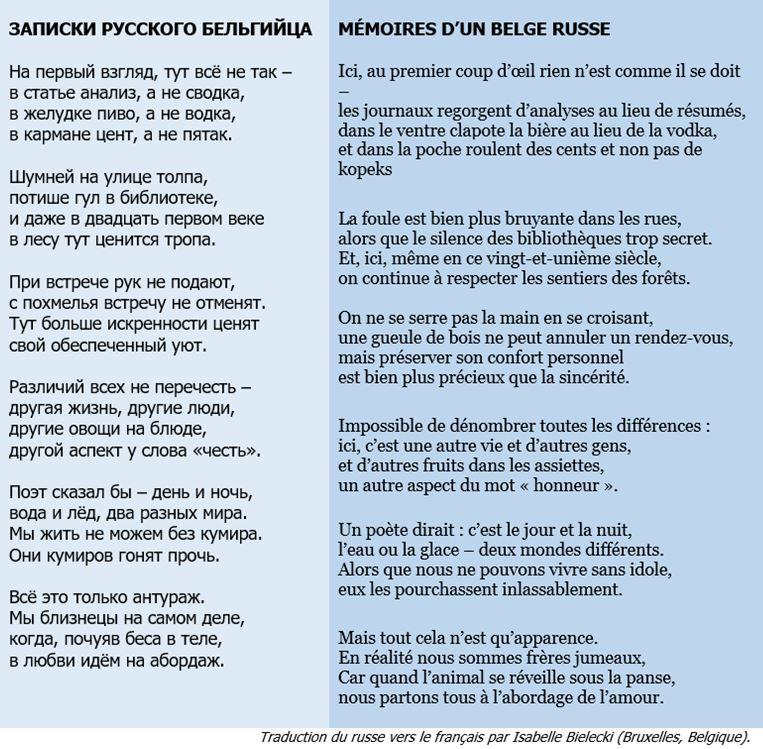 ЗАПИСКИ РУССКОГО БЕЛЬГИЙЦА
На первый взгляд, тут всё не так –
в статье анализ, а не сводка,
в желудке пиво, а не водка,
в кармане цент, а не пятак.
Шумней на улице толпа,
потише гул в библиотеке,
и даже в двадцать первом веке
в лесу тут ценится тропа.
При встрече рук не подают,
с похмелья встречу не отменят.
Тут больше искренности ценят
свой обеспеченный уют.
Различий всех не перечесть –
другая жизнь, другие люди,
другие овощи на блюде,
другой аспект у слова «честь».
Поэт сказал бы – день и ночь,
вода и лёд, два разных мира.
Мы жить не можем без кумира.
Они кумиров гонят прочь.
Всё это только антураж.
Мы близнецы на самом деле,
когда, почуяв беса в теле,
в любви идём на абордаж.
MÉMOIRES D’UN BELGE RUSSE
Ici, au premier coup d’œil rien n’est comme il se doit
–
les journaux regorgent d’analyses au lieu de résumés,
dans le ventre clapote la bière au lieu de la vodka,
et dans la poche roulent des cents et non pas de
kopeks
La foule est bien plus bruyante dans les rues,
alors que le silence des bibliothèques trop secret.
Et, ici, même en ce vingt-et-unième siècle,
on continue à respecter les sentiers des forêts.
On ne se serre pas la main en se croisant,
une gueule de bois ne peut annuler un rendez-vous,
mais préserver son confort personnel
est bien plus précieux que la sincérité.
Impossible de dénombrer toutes les différences :
ici, c’est une autre vie et d’autres gens,
et d’autres fruits dans les assiettes,
un autre aspect du mot « honneur ».
Un poète dirait : c’est le jour et la nuit,
l’eau ou la glace – deux mondes différents.
Alors que nous ne pouvons vivre sans idole,
eux les pourchassent inlassablement.
Mais tout cela n’est qu’apparence.
En réalité nous sommes frères jumeaux,
Car quand l’animal se réveille sous la panse,
nous partons tous à l’abordage de l’amour.
Traduction du russe vers le français par Isabelle Bielecki (Bruxelles, Belgique).